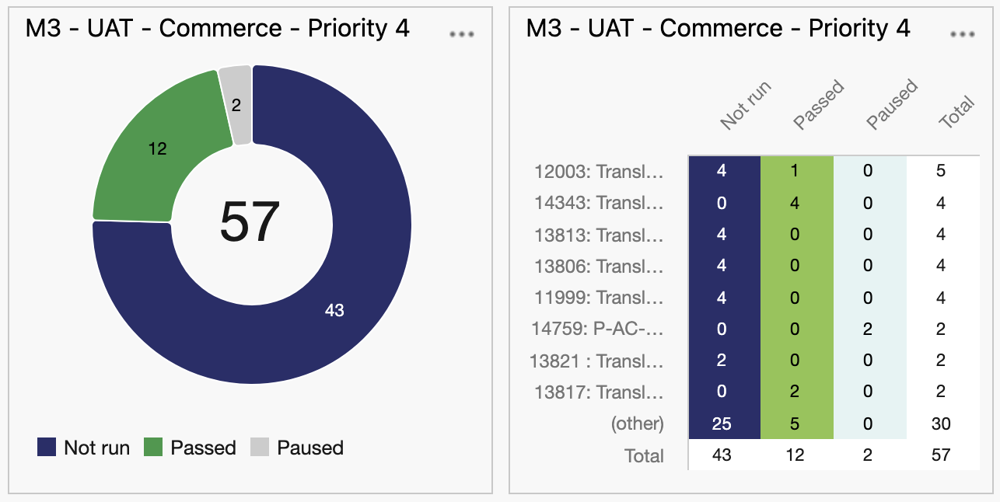 M3 - UAT - Commerce - Priority 4
2
12
57
43
Not run Passed Paused
M3 - UAT - Commerce - Priority 4
Not run Passed Paused Total
12003: Transl... 4 1 0 5
14343: Transl... 0 4 0 4
13813: Transl... 4 0 0 4
13806: Transl... 4 0 0 4
11999: Transl... 4 0 0 4
14759: P-AC-... 0 0 2 2
13821 : Transl... 2 0 0 2
13817: Transl... 0 2 0 2
(other) 25 5 0 30
Total 43 12 2 57